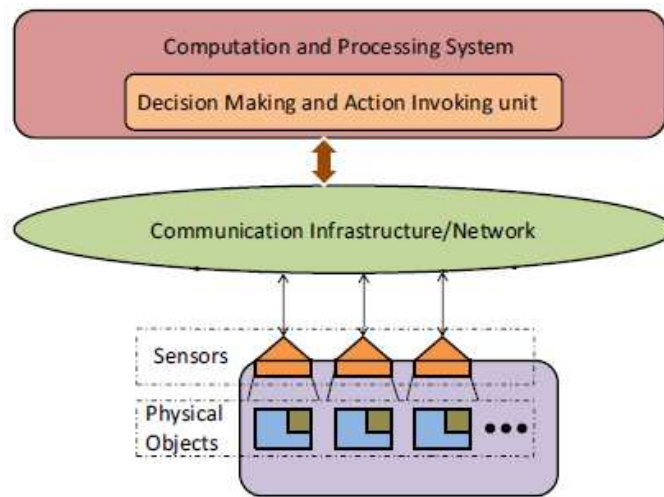 Computation and Processing System
Decision Making and Action Invoking unit
Communication Infrastructure/Network
Sensors
Physical
Objects